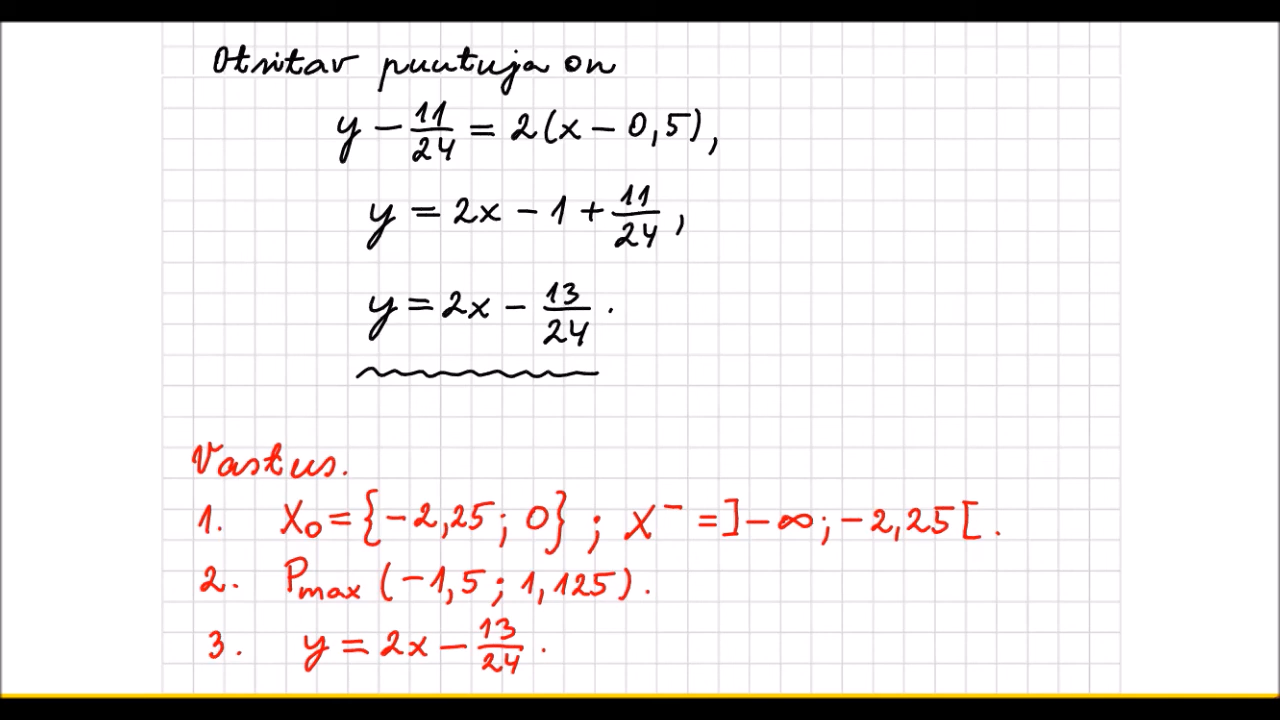 Otsitav puutuja on
y − 11/24 = 2(x − 0,5),
y = 2x − 1 + 11/24,
y = 2x − 13/24.
Vastus.
1. X₀ = {−2,25; 0}; X⁻ = ]−∞; −2,25[.
2. Pmax (−1,5; 1,125).
3. y = 2x − 13/24.